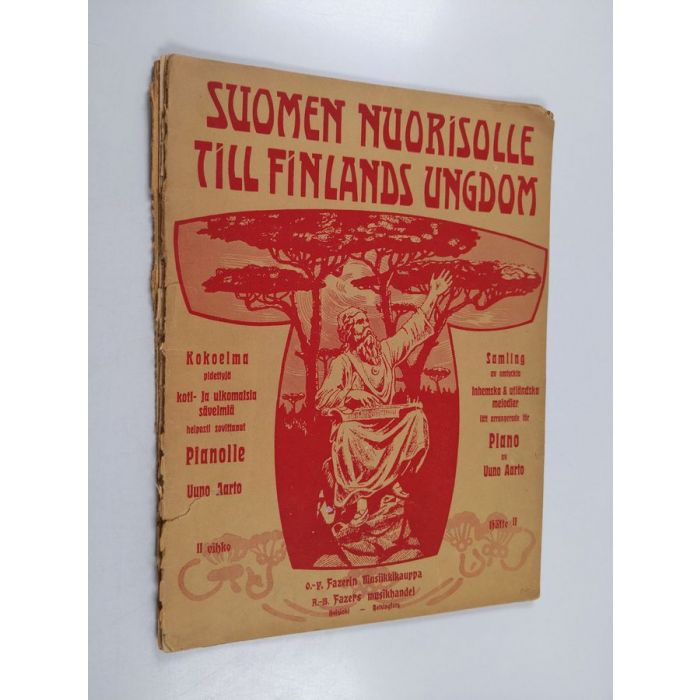 SUOMEN NUORISOLLE
TILL FINLANDS UNGDOM
Kokoelma
pidettyjä
koti- ja ulkomaisia
sävelmiä
helposti sovittanut
Pianolle
Uuno Aarto
II vihko
Samling
av omtyckta
inhemska & utländska
melodier
lätt arrangerade för
Piano
av
Uuno Aarto
Häfte II
O.-Y. Fazerin Musiikkikauppa
A.-B. Fazers musikhandel
Helsinki — Helsingfors